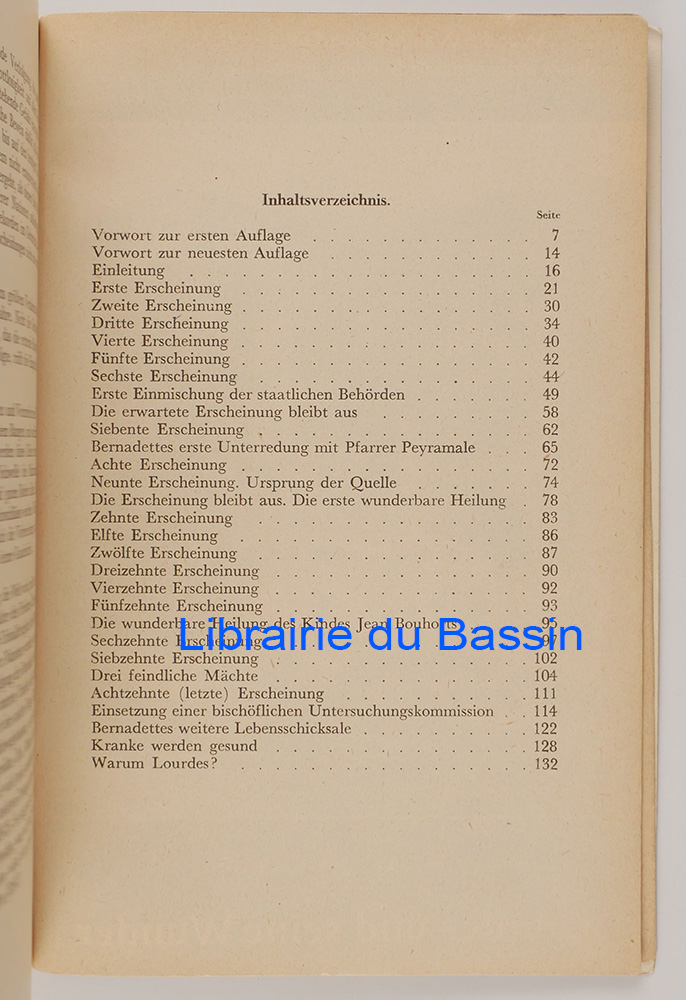 Inhaltsverzeichnis.
Seite
Vorwort zur ersten Auflage . . . . . . . . 7
Vorwort zur neuesten Auflage . . . . . . . 14
Einleitung . . . . . . . . . . . . 16
Erste Erscheinung . . . . . . . . . . 21
Zweite Erscheinung . . . . . . . . . . 30
Dritte Erscheinung . . . . . . . . . . 34
Vierte Erscheinung . . . . . . . . . . 40
Fünfte Erscheinung . . . . . . . . . . 42
Sechste Erscheinung . . . . . . . . . . 44
Erste Einmischung der staatlichen Behörden . . . . 49
Die erwartete Erscheinung bleibt aus . . . . . 58
Siebente Erscheinung . . . . . . . . . . 62
Bernadettes erste Unterredung mit Pfarrer Peyramale . . . 65
Achte Erscheinung . . . . . . . . . . 72
Neunte Erscheinung. Ursprung der Quelle . . . . . 74
Die Erscheinung bleibt aus. Die erste wunderbare Heilung . 78
Zehnte Erscheinung . . . . . . . . . . 83
Elfte Erscheinung . . . . . . . . . . 86
Zwölfte Erscheinung . . . . . . . . . . 87
Dreizehnte Erscheinung . . . . . . . . . 90
Vierzehnte Erscheinung . . . . . . . . . 92
Fünfzehnte Erscheinung . . . . . . . . . 93
Die wunderbare Heilung des Kindes Jean Bouhohts . . . 95
Librairie du Bassin
Sechzehnte Erscheinung . . . . . . . . . 97
Siebzehnte Erscheinung . . . . . . . . . 102
Drei feindliche Mächte . . . . . . . . . 104
Achtzehnte (letzte) Erscheinung . . . . . . . 111
Einsetzung einer bischöflichen Untersuchungskommission . . 114
Bernadettes weitere Lebensschicksale . . . . . . 122
Kranke werden gesund . . . . . . . . . 128
Warum Lourdes? . . . . . . . . . . 132